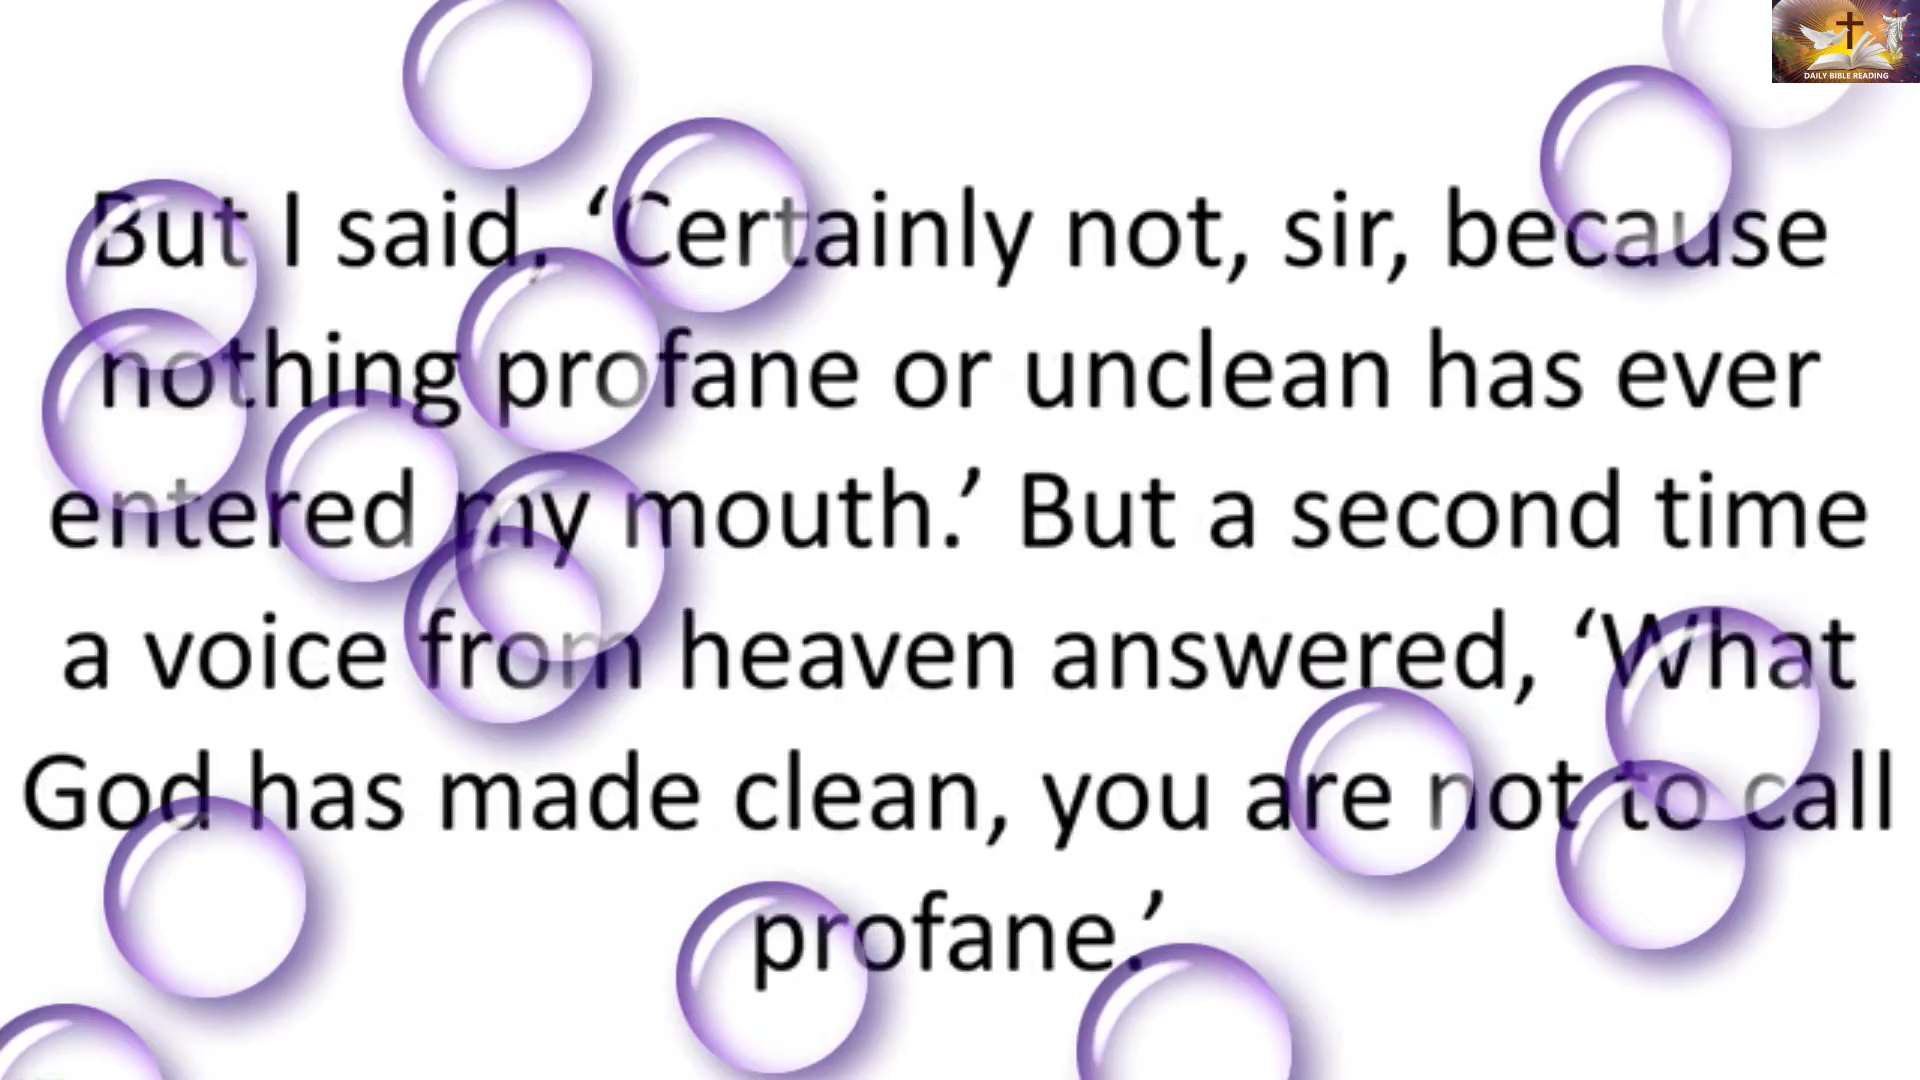 DAILY BIBLE READING
But I said, ‘Certainly not, sir, because
nothing profane or unclean has ever
entered my mouth.’ But a second time
a voice from heaven answered, ‘What
God has made clean, you are not to call
profane.’